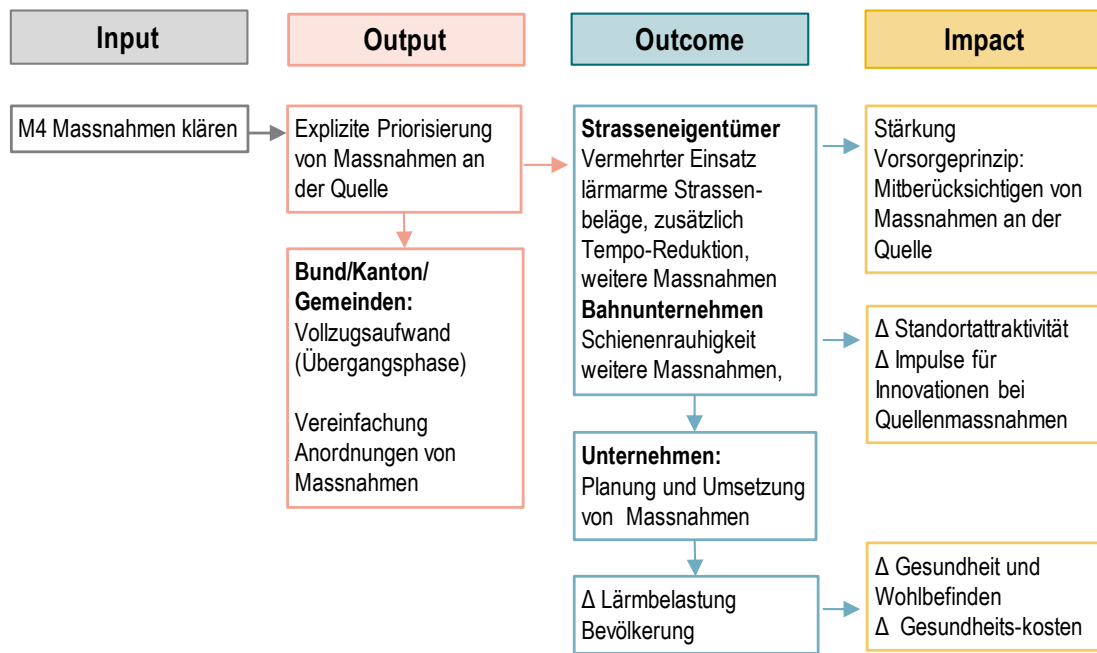 Input
Output
Outcome
Impact
M4 Massnahmen klären
Explizite Priorisierung
von Massnahmen an
der Quelle
Bund/Kanton/
Gemeinden:
Vollzugsaufwand
(Übergangsphase)
Vereinfachung
Anordnungen von
Massnahmen
Strasseneigentümer
Vermehrter Einsatz
lärmarme Strassen-
beläge, zusätzlich
Tempo-Reduktion,
weitere Massnahmen
Bahnunternehmen
Schienenrauhigkeit
weitere Massnahmen,
Unternehmen:
Planung und Umsetzung
von Massnahmen
Δ Lärmbelastung
Bevölkerung
Stärkung
Vorsorgeprinzip:
Mitberücksichtigen von
Massnahmen an der
Quelle
Δ Standortattraktivität
Δ Impulse für
Innovationen bei
Quellenmassnahmen
Δ Gesundheit und
Wohlbefinden
Δ Gesundheits-kosten